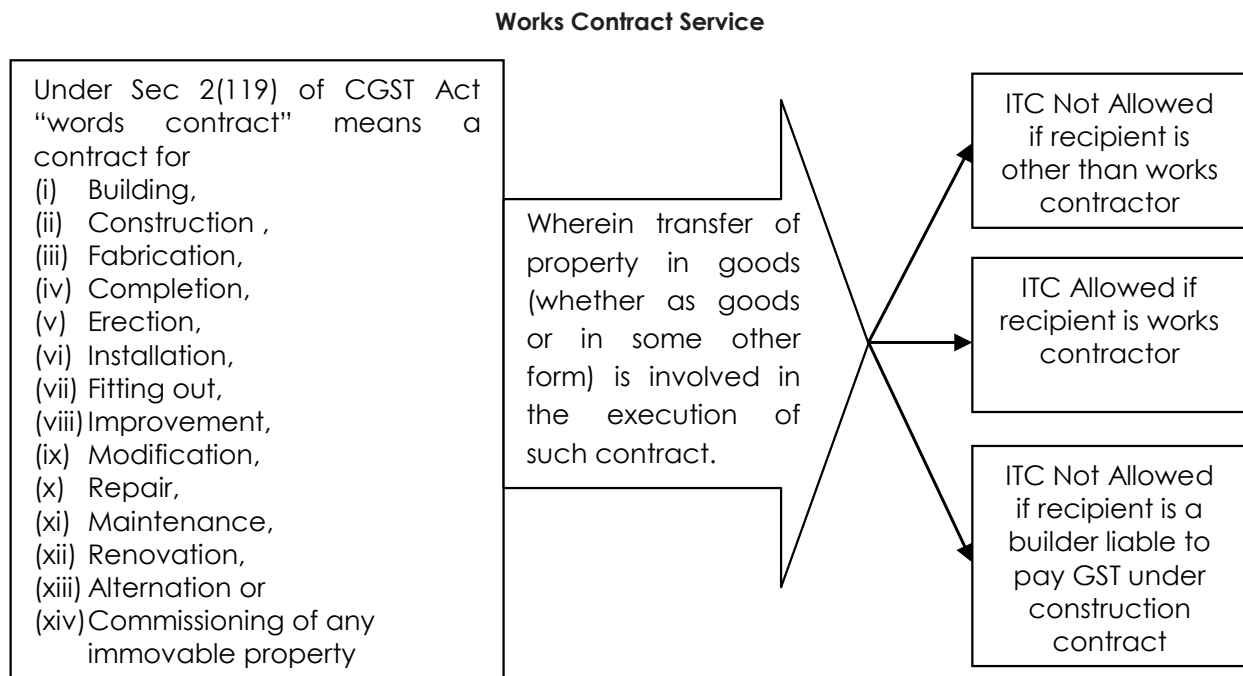 Works Contract Service
Under Sec 2(119) of CGST Act
“words contract” means a
contract for
(i) Building,
(ii) Construction ,
(iii) Fabrication,
(iv) Completion,
(v) Erection,
(vi) Installation,
(vii) Fitting out,
(viii) Improvement,
(ix) Modification,
(x) Repair,
(xi) Maintenance,
(xii) Renovation,
(xiii) Alternation or
(xiv) Commissioning of any
immovable property
Wherein transfer of
property in goods
(whether as goods
or in some other
form) is involved in
the execution of
such contract.
ITC Not Allowed
if recipient is
other than works
contractor
ITC Allowed if
recipient is works
contractor
ITC Not Allowed
if recipient is a
builder liable to
pay GST under
construction
contract